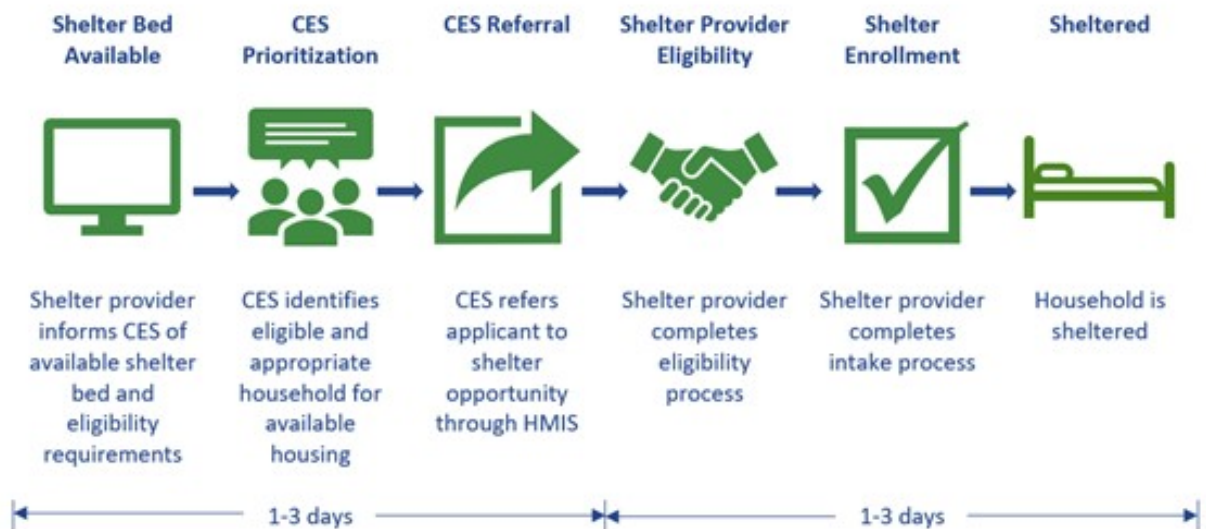 Shelter Bed
Available
CES
Prioritization
CES Referral
Shelter Provider
Eligibility
Shelter
Enrollment
Sheltered
Shelter provider
informs CES of
available shelter
bed and
eligibility
requirements
CES identifies
eligible and
appropriate
household for
available
housing
CES refers
applicant to
shelter
opportunity
through HMIS
Shelter provider
completes
eligibility
process
Shelter provider
completes
intake process
Household is
sheltered
1-3 days
1-3 days